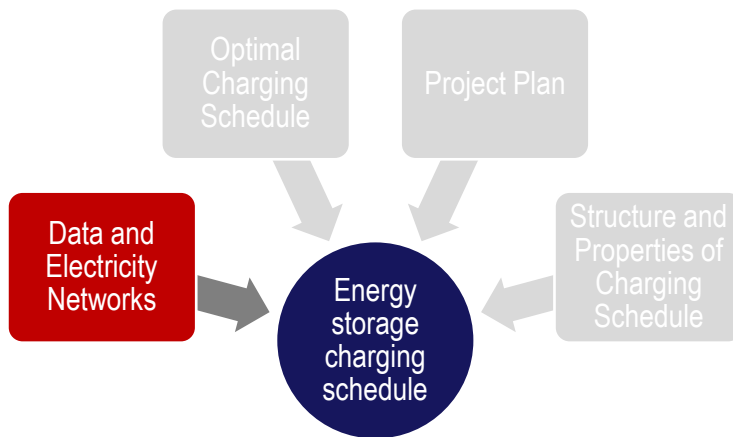 Optimal
Charging
Schedule
Project Plan
Data and
Electricity
Networks
Structure and
Properties of
Charging
Schedule
Energy
storage
charging
schedule